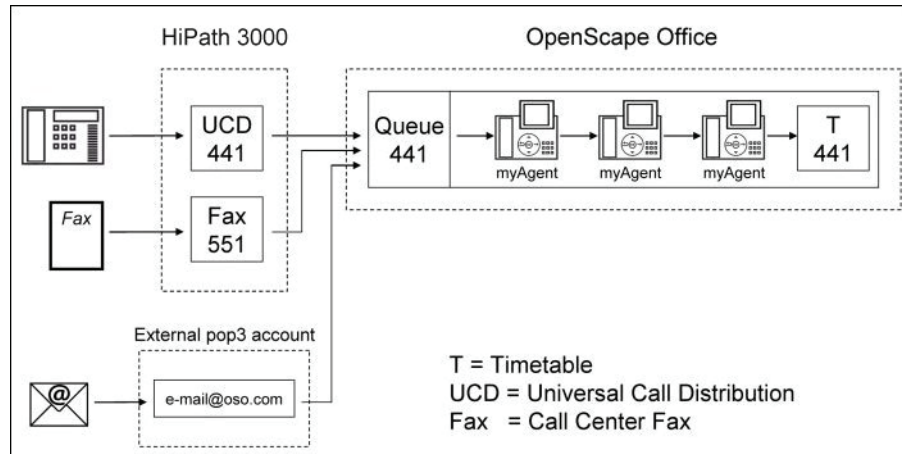 HiPath 3000
OpenScape Office
UCD
441
Queue
441
myAgent
myAgent
myAgent
T
441
Fax
Fax
551
External pop3 account
@
e-mail@oso.com
T = Timetable
UCD = Universal Call Distribution
Fax = Call Center Fax